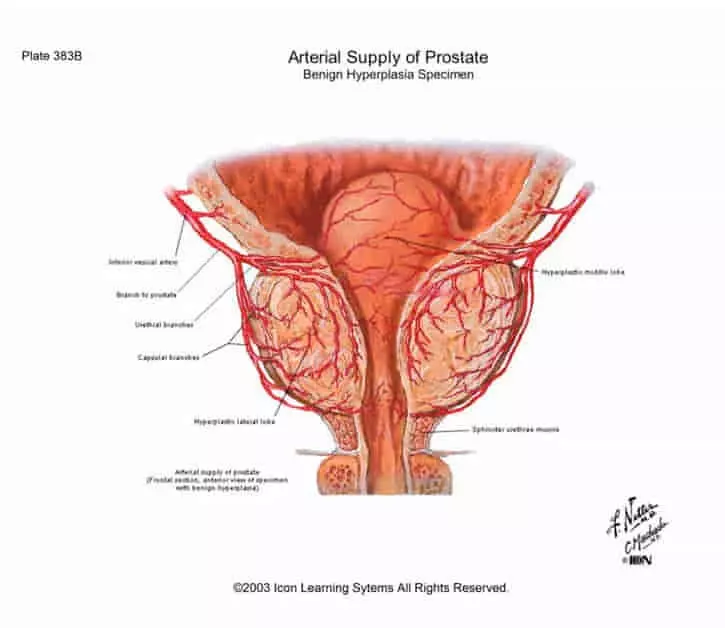 Plate 383B
Arterial Supply of Prostate
Benign Hyperplasia Specimen
Inferior vesical artery
Branch to prostate
Urethral branches
Capsular branches
Hyperplastic middle lobe
Hyperplastic lateral lobe
Sphincter urethrae muscle
Arterial supply of prostate
(Frontal section, anterior view of specimen
with benign hyperplasia)
F. Netter
M.D.
©2003 Icon Learning Sytems All Rights Reserved.